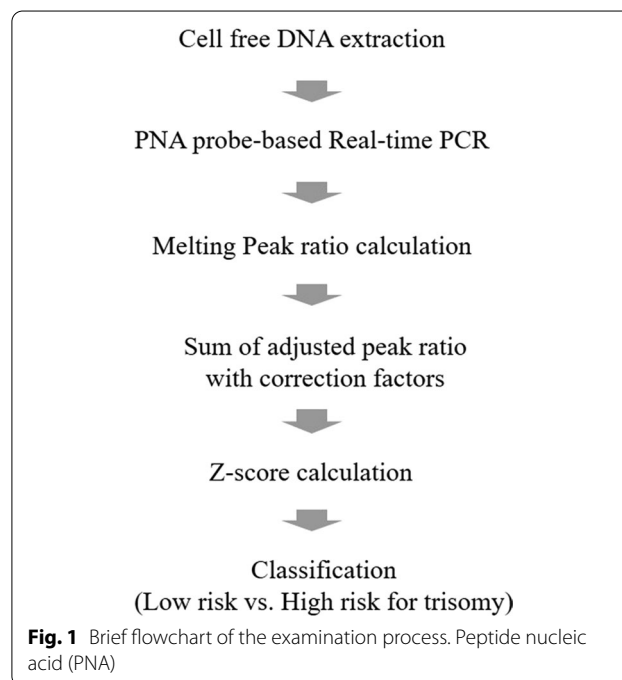 Cell free DNA extraction
PNA probe-based Real-time PCR
Melting Peak ratio calculation
Sum of adjusted peak ratio
with correction factors
Z-score calculation
Classification
(Low risk vs. High risk for trisomy)
Fig. 1 Brief flowchart of the examination process. Peptide nucleic
acid (PNA)